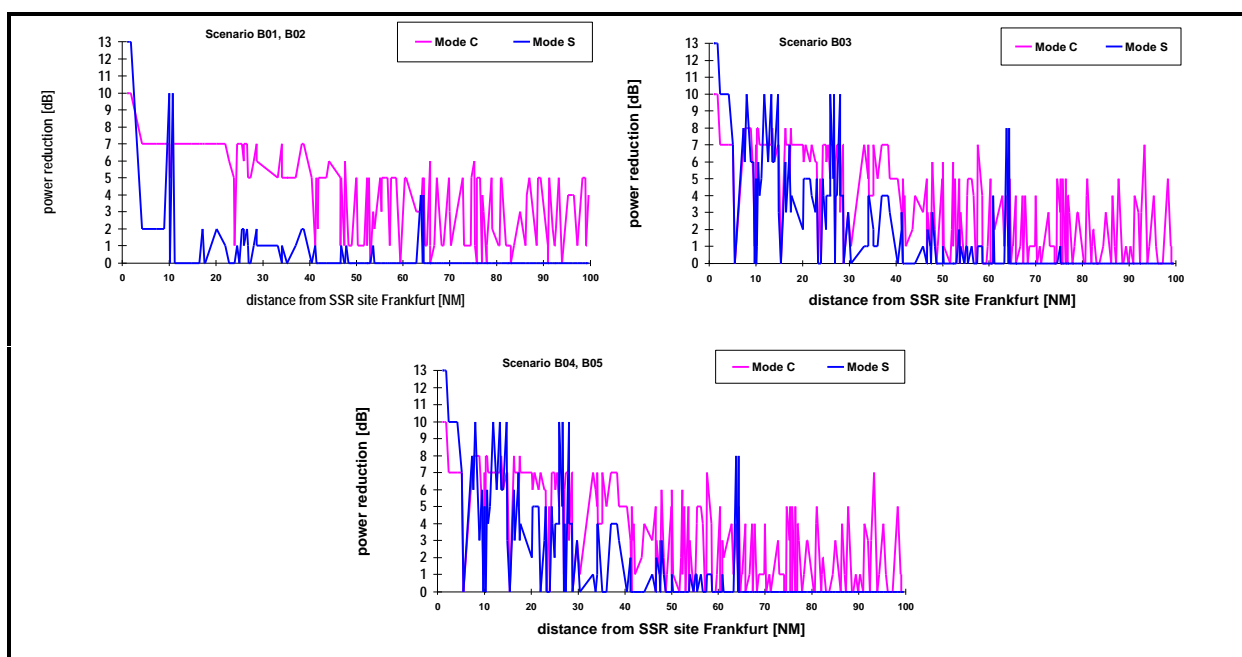 Scenario B01, B02
Mode C
Mode S
power reduction [dB]
13
12
11
10
9
8
7
6
5
4
3
2
1
0
0 10 20 30 40 50 60 70 80 90 100
distance from SSR site Frankfurt [NM]
Scenario B03
Mode C
Mode S
power reduction [dB]
13
12
11
10
9
8
7
6
5
4
3
2
1
0
0 10 20 30 40 50 60 70 80 90 100
distance from SSR site Frankfurt [NM]
Scenario B04, B05
Mode C
Mode S
power reduction [dB]
13
12
11
10
9
8
7
6
5
4
3
2
1
0
0 10 20 30 40 50 60 70 80 90 100
distance from SSR site Frankfurt [NM]